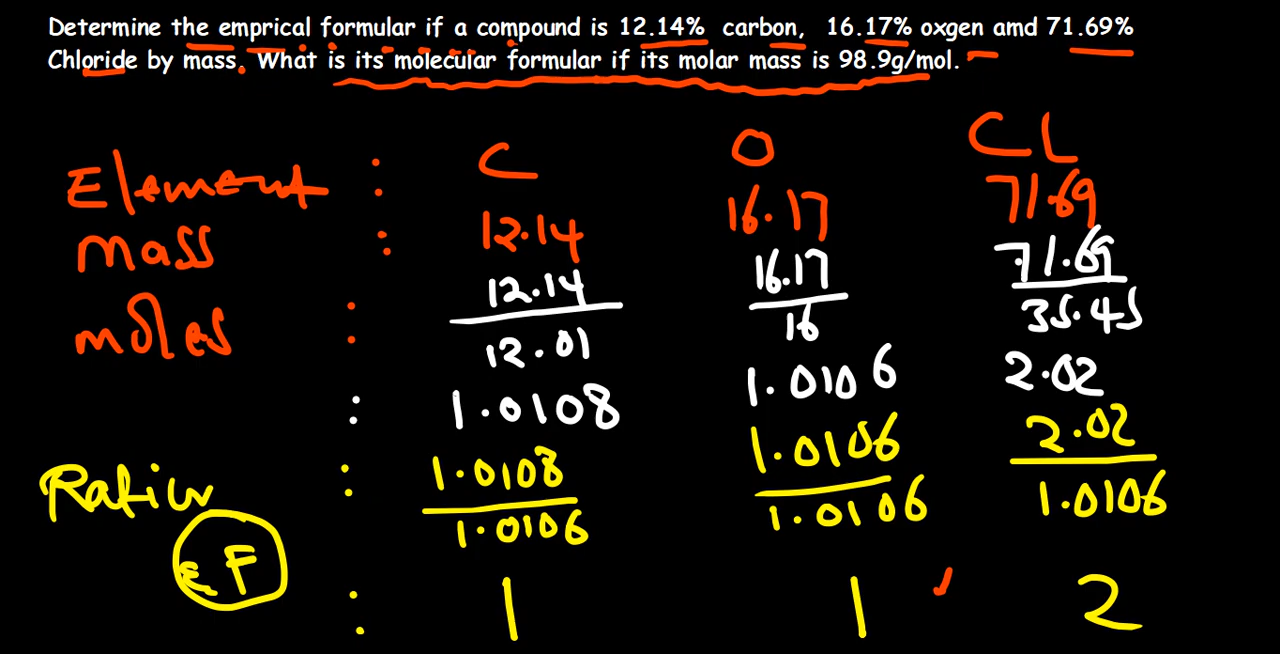 Determine the emprical formular if a compound is 12.14% carbon, 16.17% oxgen amd 71.69%
Chloride by mass. What is its molecular formular if its molar mass is 98.9g/mol.
Element : C O CL
mass : 12.14 16.17 71.69
moles : 12.14/12.01 16.17/16 71.69/35.45
: 1.0108 1.0106 2.02
Ratio : 1.0108/1.0106 1.0106/1.0106 2.02/1.0106
EF : 1 1 2